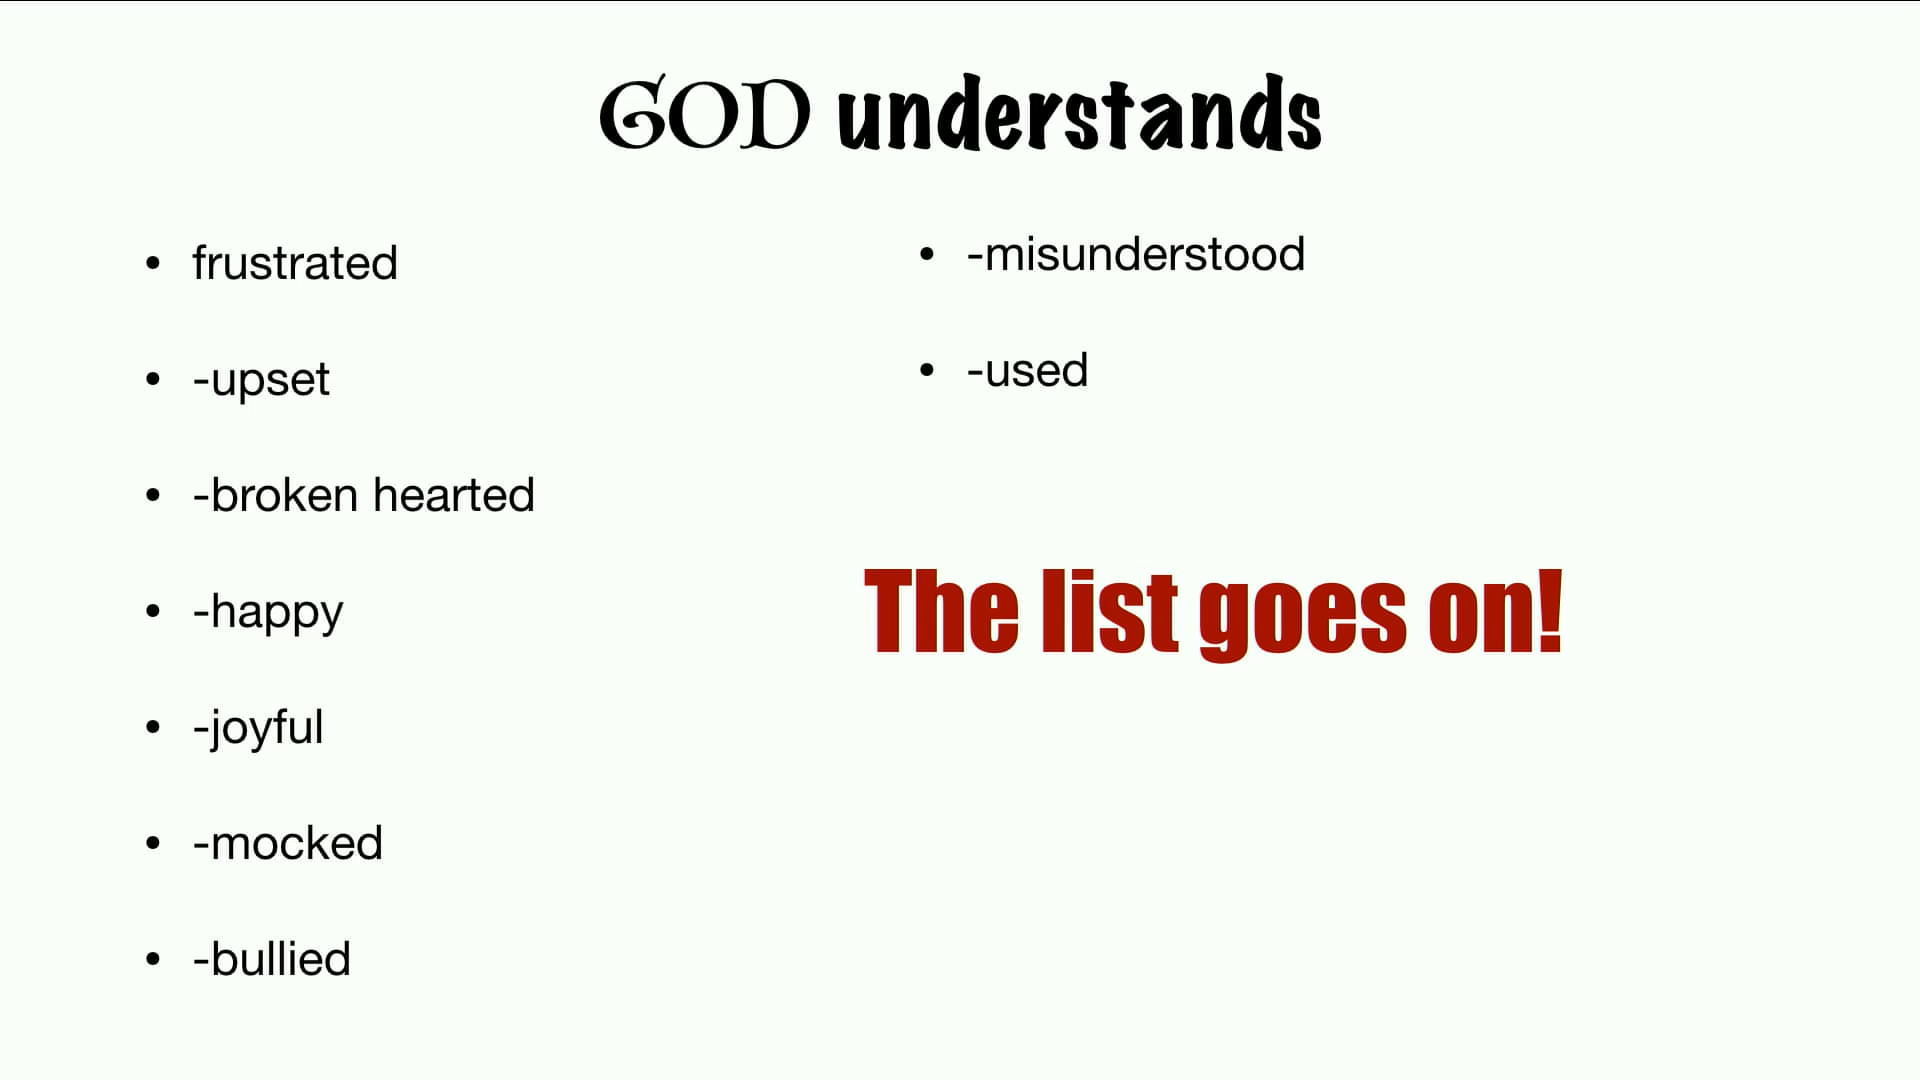 GOD understands
• frustrated
• -upset
• -broken hearted
• -happy
• -joyful
• -mocked
• -bullied
• -misunderstood
• -used
The list goes on!